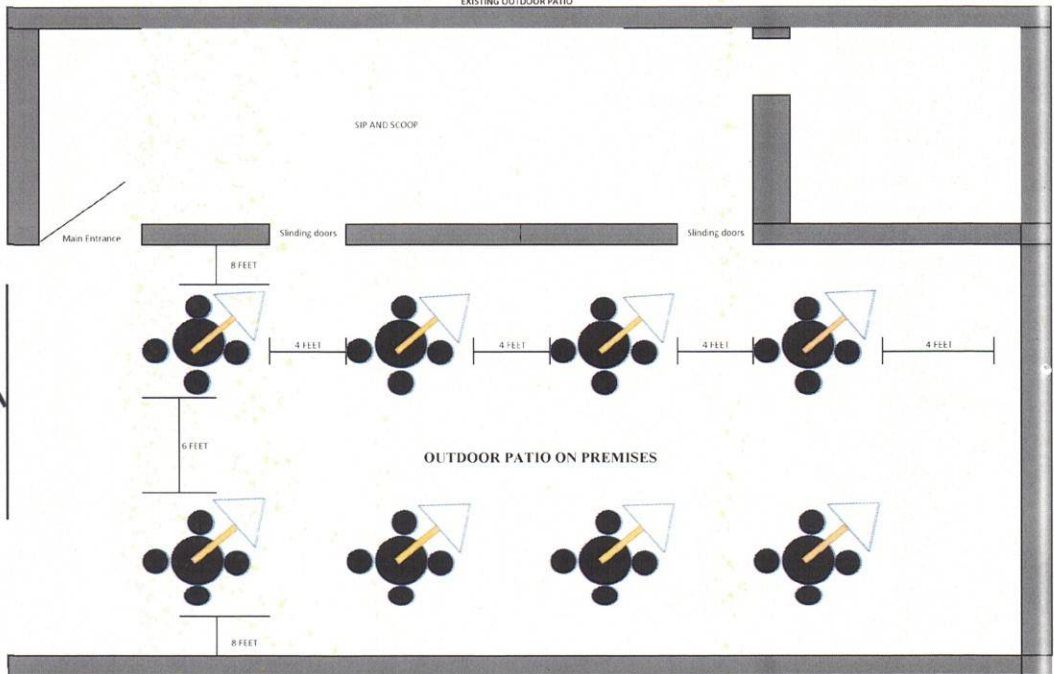 EXISTING OUTDOOR PATIO
SIP AND SCOOP
Main Entrance
Slinding doors
Slinding doors
8 FEET
4 FEET
4 FEET
4 FEET
4 FEET
6 FEET
OUTDOOR PATIO ON PREMISES
8 FEET